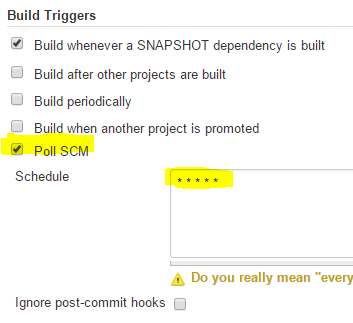 Build Triggers
Build whenever a SNAPSHOT dependency is built
Build after other projects are built
Build periodically
Build when another project is promoted
Poll SCM
Schedule
* * * * *
Do you really mean "every
Ignore post-commit hooks